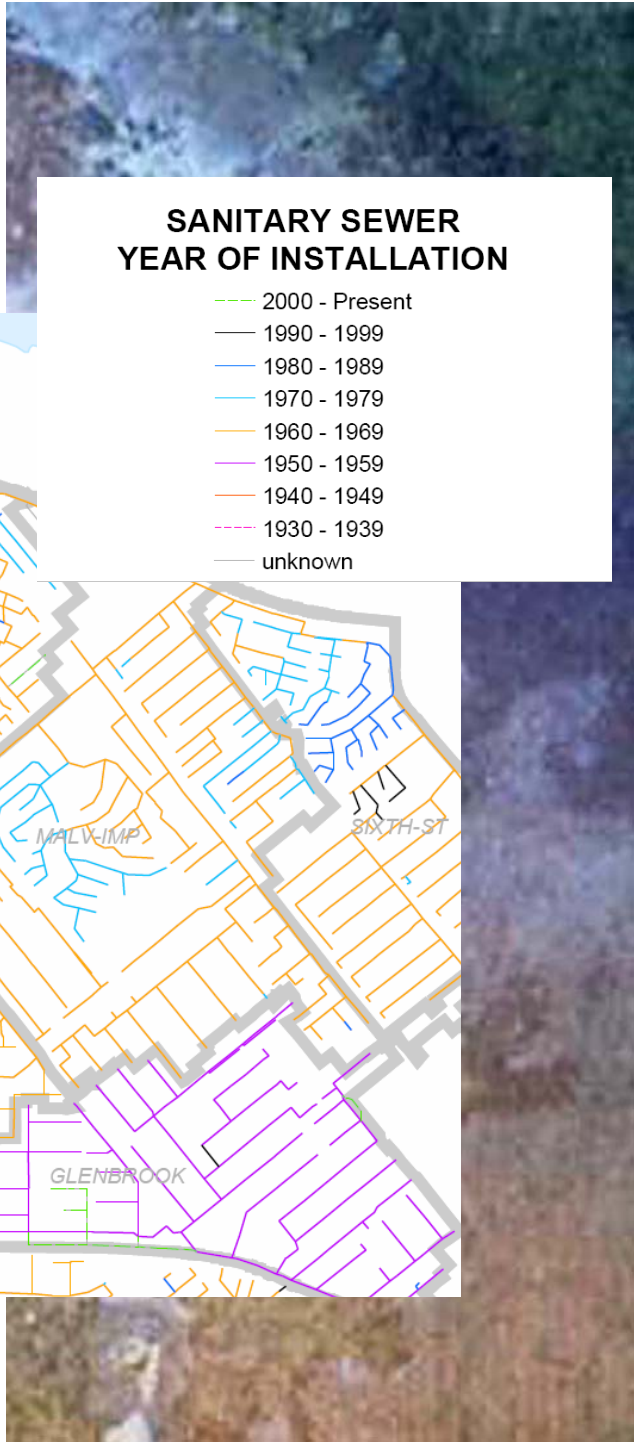 SANITARY SEWER
YEAR OF INSTALLATION
2000 - Present
1990 - 1999
1980 - 1989
1970 - 1979
1960 - 1969
1950 - 1959
1940 - 1949
1930 - 1939
unknown
MALV-IMP
SIXTH-ST
GLENBROOK